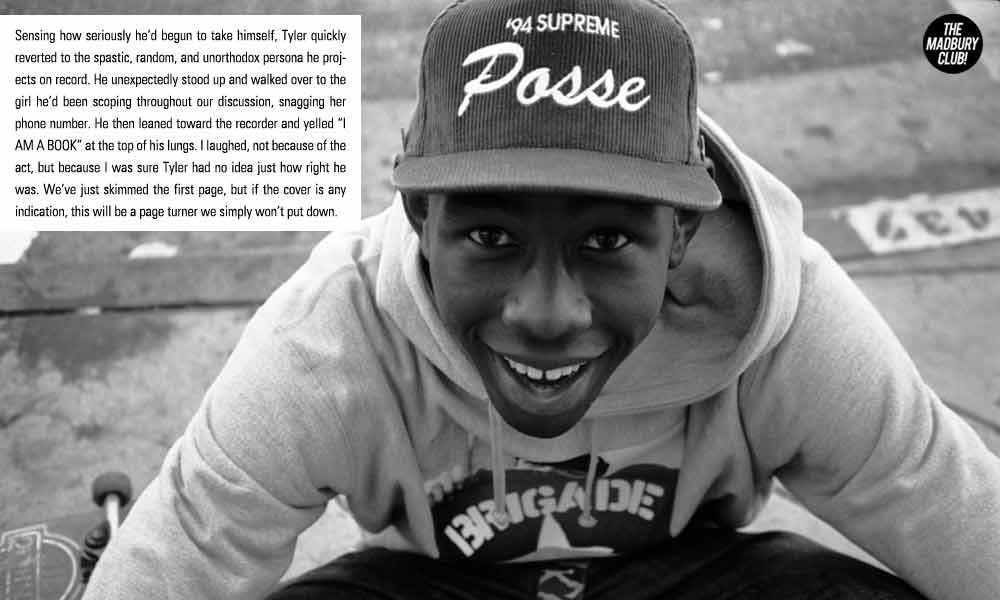 Sensing how seriously he'd begun to take himself, Tyler quickly
reverted to the spastic, random, and unorthodox persona he proj-
ects on record. He unexpectedly stood up and walked over to the
girl he'd been scoping throughout our discussion, snagging her
phone number. He then leaned toward the recorder and yelled "I
AM A BOOK" at the top of his lungs. I laughed, not because of the
act, but because I was sure Tyler had no idea just how right he
was. We've just skimmed the first page, but if the cover is any
indication, this will be a page turner we simply won't put down.
THE
MADBURY
CLUB!
'94 SUPREME
Posse
BRIGADE